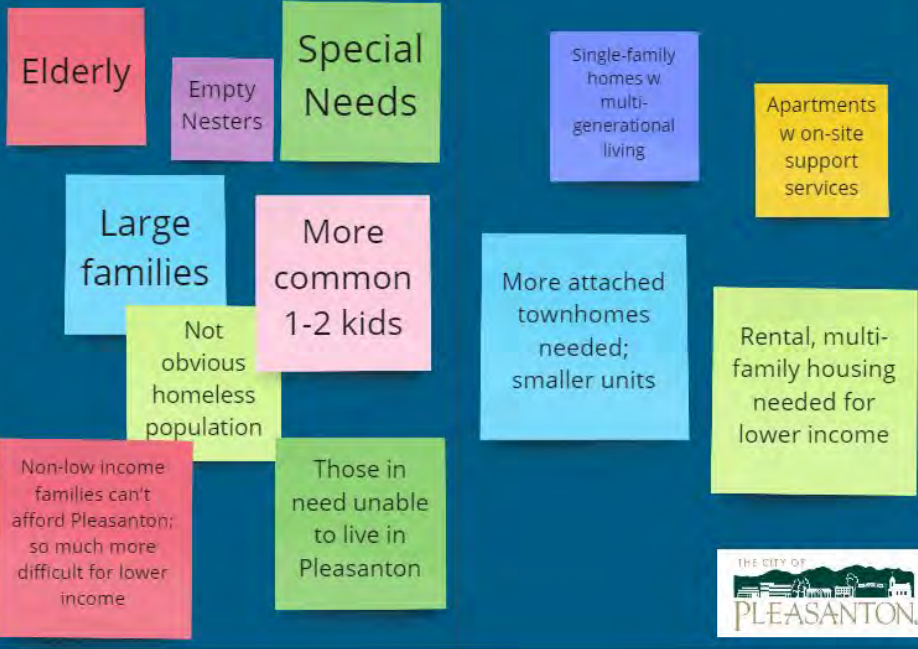 Elderly
Empty
Nesters
Special
Needs
Large
families
More
common
1-2 kids
Not
obvious
homeless
population
Non-low income
families can't
afford Pleasanton;
so much more
difficult for lower
income
Those in
need unable
to live in
Pleasanton
Single-family
homes w
multi-
generational
living
Apartments
w on-site
support
services
More attached
townhomes
needed;
smaller units
Rental, multi-
family housing
needed for
lower income
THE CITY OF
PLEASANTON